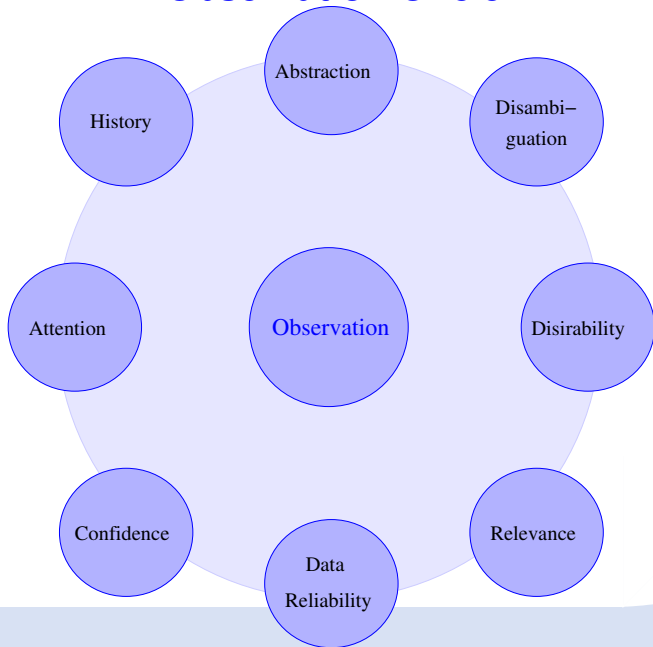 Abstraction
Disambi–
guation
History
Observation
Attention
Disirability
Confidence
Relevance
Data
Reliability